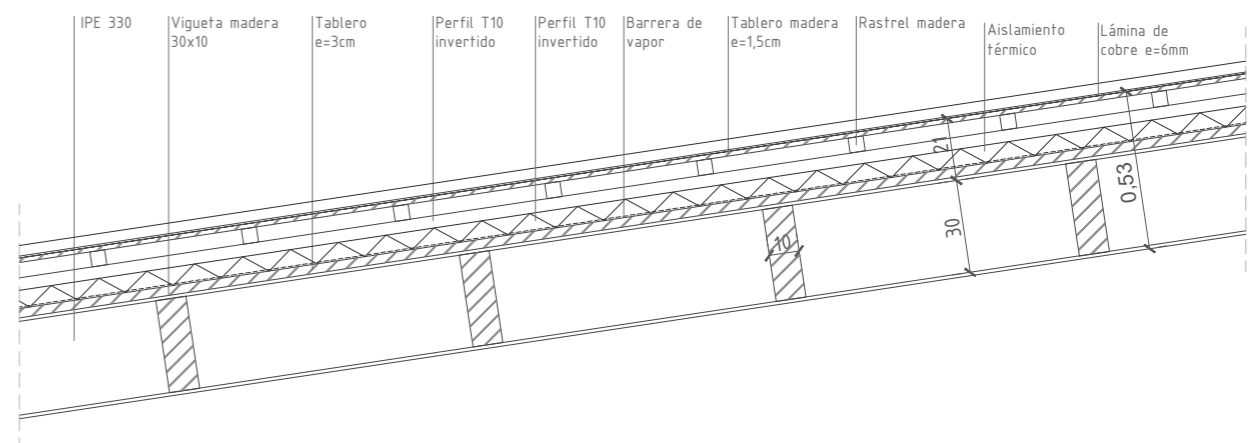 IPE 330
Vigueta madera
30x10
Tablero
e=3cm
Perfil T10
invertido
Perfil T10
invertido
Barrera de
vapor
Tablero madera
e=1,5cm
Rastrel madera
Aislamiento
térmico
Lámina de
cobre e=6mm
21
0,53
30
10